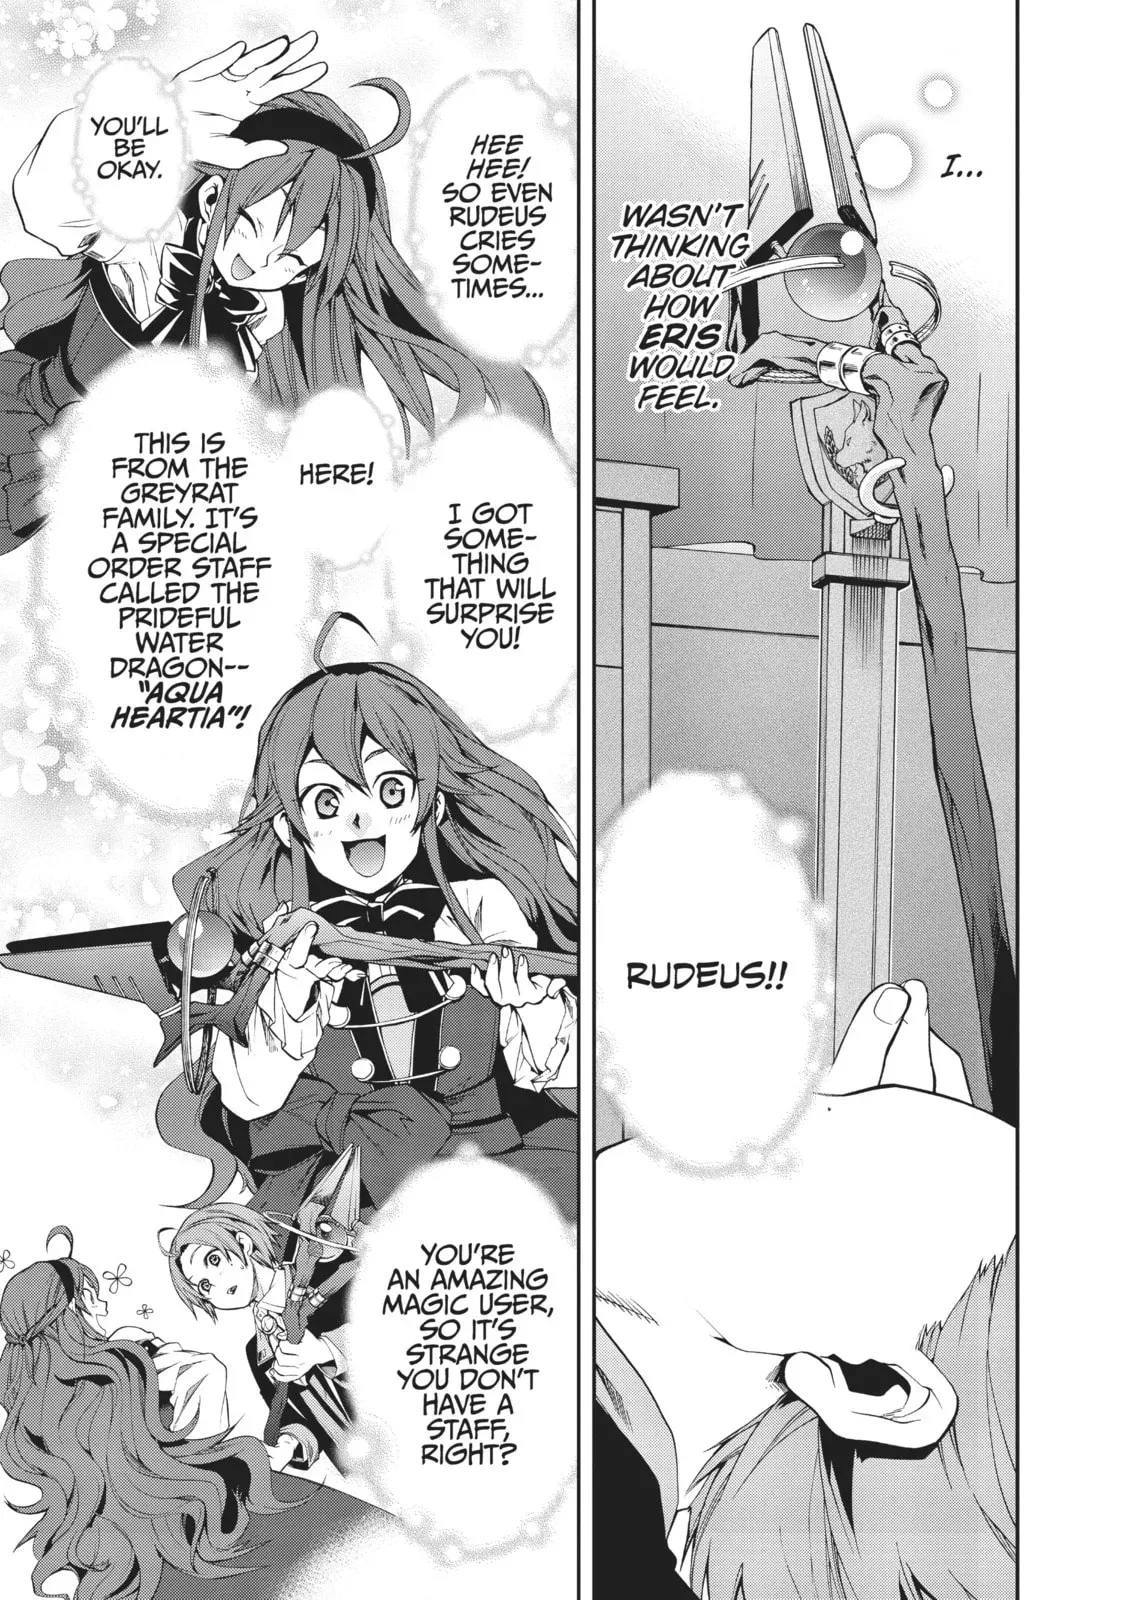 I...
WASN'T
THINKING
ABOUT
HOW
ERIS
WOULD
FEEL.
RUDEUS!!
HEE
HEE!
SO EVEN
RUDEUS
CRIES
SOME-
TIMES...
YOU'LL
BE
OKAY.
I GOT
SOME-
THING
THAT WILL
SURPRISE
YOU!
HERE!
THIS IS
FROM THE
GREYRAT
FAMILY. IT'S
A SPECIAL
ORDER STAFF
CALLED THE
PRIDEFUL
WATER
DRAGON--
"AQUA
HEARTIA"!
YOU'RE
AN AMAZING
MAGIC USER,
SO IT'S
STRANGE
YOU DON'T
HAVE A
STAFF,
RIGHT?